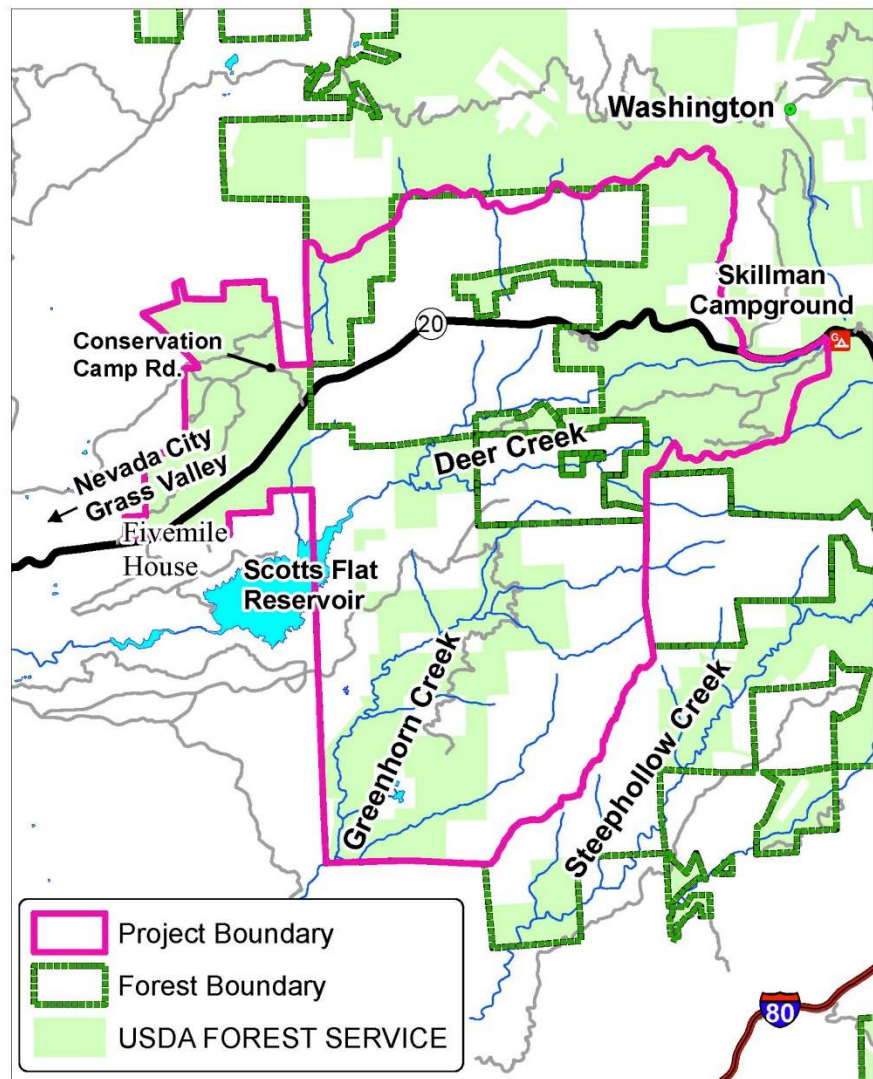 Washington
Skillman
Campground
G
20
Conservation
Camp Rd.
Nevada City
Grass Valley
Deer Creek
Fivemile
House
Scotts Flat
Reservoir
Greenhorn Creek
Steephollow Creek
Project Boundary
Forest Boundary
USDA FOREST SERVICE
80